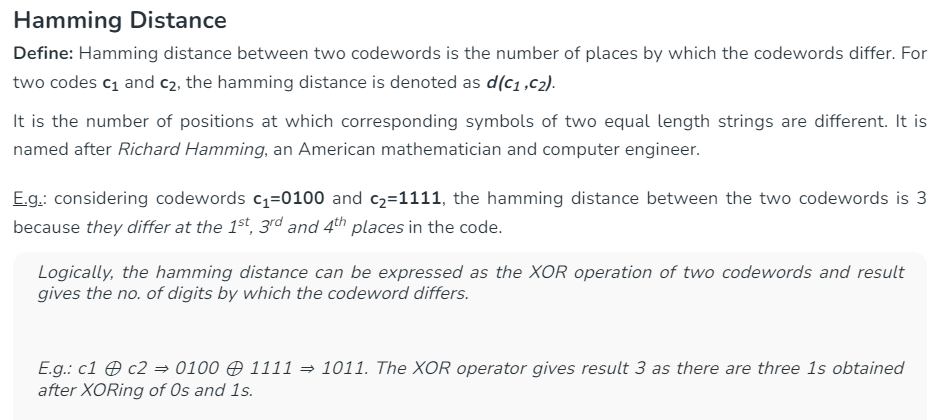 Hamming Distance
Define: Hamming distance between two codewords is the number of places by which the codewords differ. For
two codes c₁ and c₂, the hamming distance is denoted as d(c₁ ,c₂).
It is the number of positions at which corresponding symbols of two equal length strings are different. It is
named after Richard Hamming, an American mathematician and computer engineer.
E.g.: considering codewords c₁=0100 and c₂=1111, the hamming distance between the two codewords is 3
because they differ at the 1ˢᵗ, 3ʳᵈ and 4ᵗʰ places in the code.
Logically, the hamming distance can be expressed as the XOR operation of two codewords and result
gives the no. of digits by which the codeword differs.
E.g.: c1 ⊕ c2 ⇒ 0100 ⊕ 1111 ⇒ 1011. The XOR operator gives result 3 as there are three 1s obtained
after XORing of 0s and 1s.